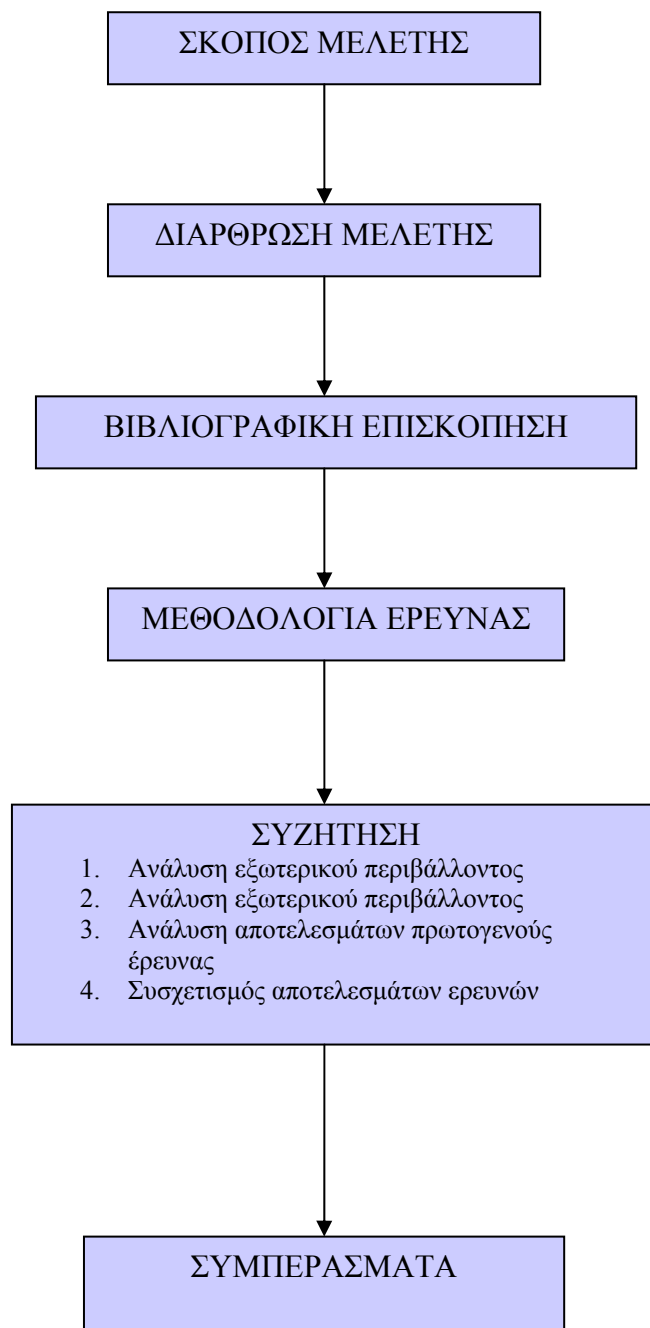 ΣΚΟΠΟΣ ΜΕΛΕΤΗΣ
ΔΙΑΡΘΡΩΣΗ ΜΕΛΕΤΗΣ
ΒΙΒΛΙΟΓΡΑΦΙΚΗ ΕΠΙΣΚΟΠΗΣΗ
ΜΕΘΟΔΟΛΟΓΙΑ ΕΡΕΥΝΑΣ
ΣΥΖΗΤΗΣΗ
1. Ανάλυση εξωτερικού περιβάλλοντος
2. Ανάλυση εξωτερικού περιβάλλοντος
3. Ανάλυση αποτελεσμάτων πρωτογενούς
έρευνας
4. Συσχετισμός αποτελεσμάτων ερευνών
ΣΥΜΠΕΡΑΣΜΑΤΑ